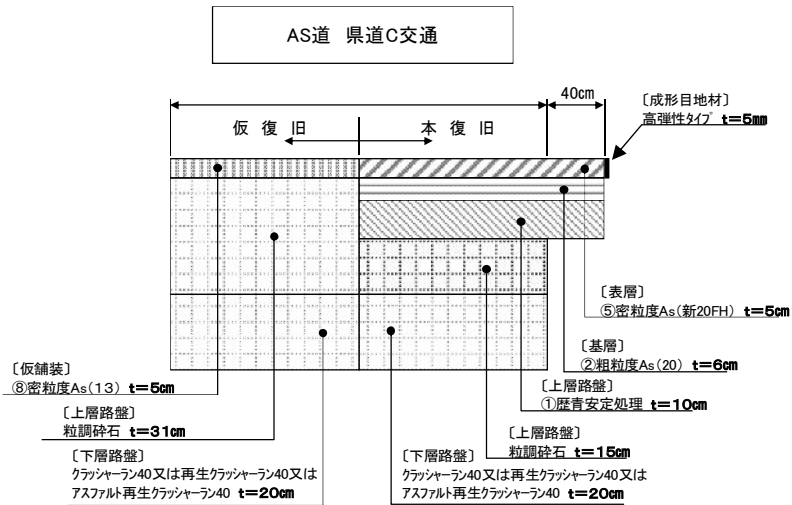 AS道 県道C交通
40㎝
仮 復 旧
本 復 旧
〔成形目地材〕
高弾性ﾀｲﾌﾟ t=5㎜
〔表層〕
⑤密粒度As(新20FH) t=5㎝
〔基層〕
②粗粒度As(20) t=6㎝
〔上層路盤〕
①歴青安定処理 t=10㎝
〔上層路盤〕
粒調砕石 t=15㎝
〔仮舗装〕
⑧密粒度As(13) t=5㎝
〔上層路盤〕
粒調砕石 t=31㎝
〔下層路盤〕
ｸﾗｯｼｬｰﾗﾝ40又は再生ｸﾗｯｼｬｰﾗﾝ40又は
ｱｽﾌｧﾙﾄ再生ｸﾗｯｼｬｰﾗﾝ40 t=20㎝
〔下層路盤〕
ｸﾗｯｼｬｰﾗﾝ40又は再生ｸﾗｯｼｬｰﾗﾝ40又は
ｱｽﾌｧﾙﾄ再生ｸﾗｯｼｬｰﾗﾝ40 t=20㎝